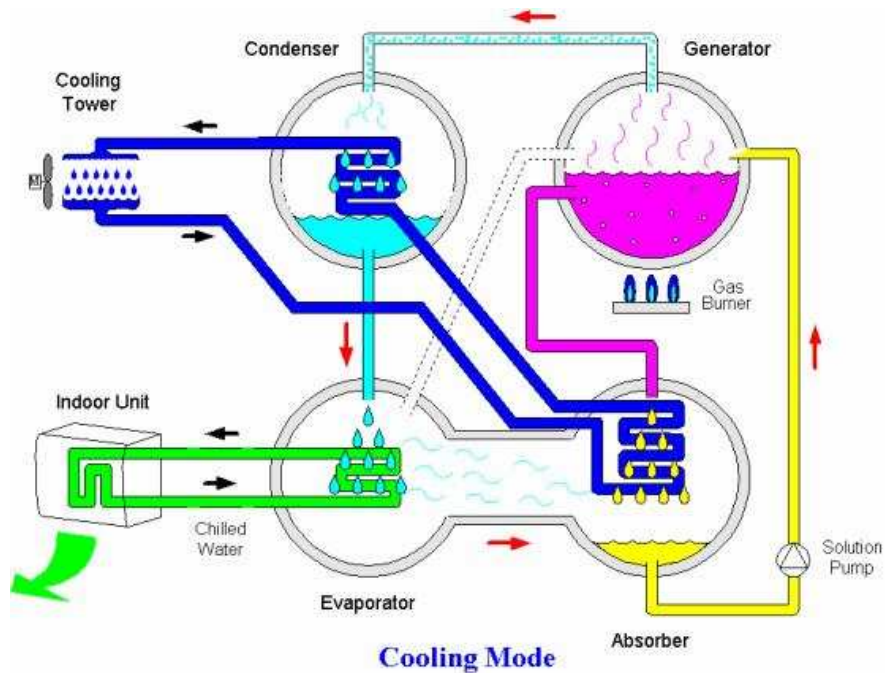 Condenser
Generator
Cooling
Tower
M
Gas
Burner
Indoor Unit
Chilled
Water
Solution
Pump
Evaporator
Absorber
Cooling Mode